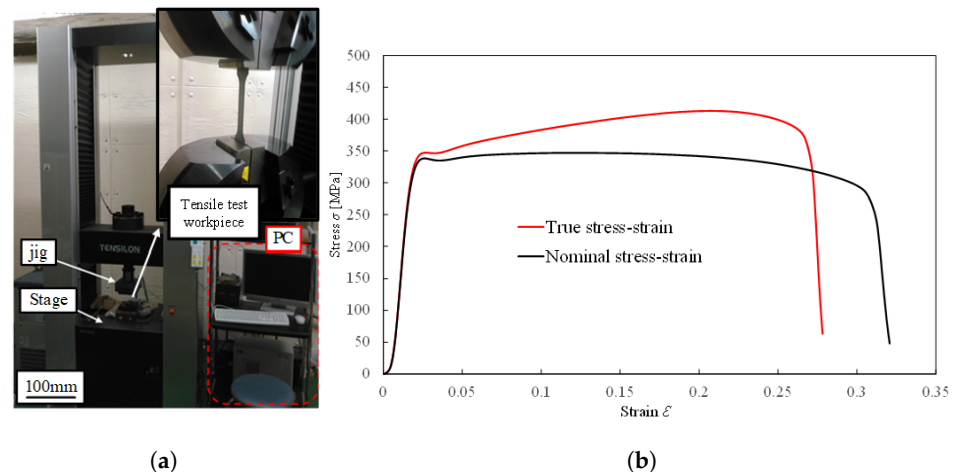 Tensile test
workpiece
PC
jig
TENSILON
Stage
100mm
(a)
Stress σ [MPa]
500
450
400
350
300
250
200
150
100
50
0
True stress-strain
Nominal stress-strain
0 0.05 0.1 0.15 0.2 0.25 0.3 0.35
Strain ℰ
(b)